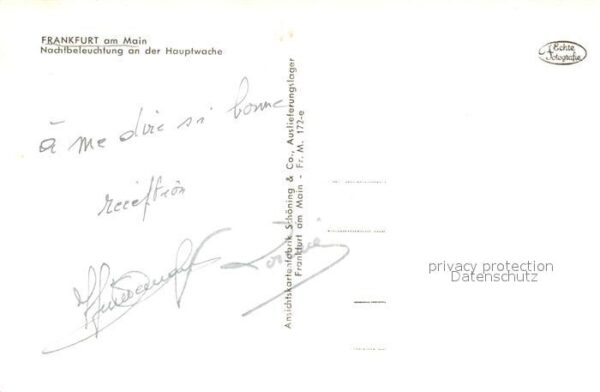 FRANKFURT am Main
Nachtbeleuchtung an der Hauptwache
Echte Fotografie
à me dire si bonne
réception
Ansichtskartenfabrik Schöning & Co., Auslieferungslager
Frankfurt am Main - Fr. M. 172-e
privacy protection
Datenschutz